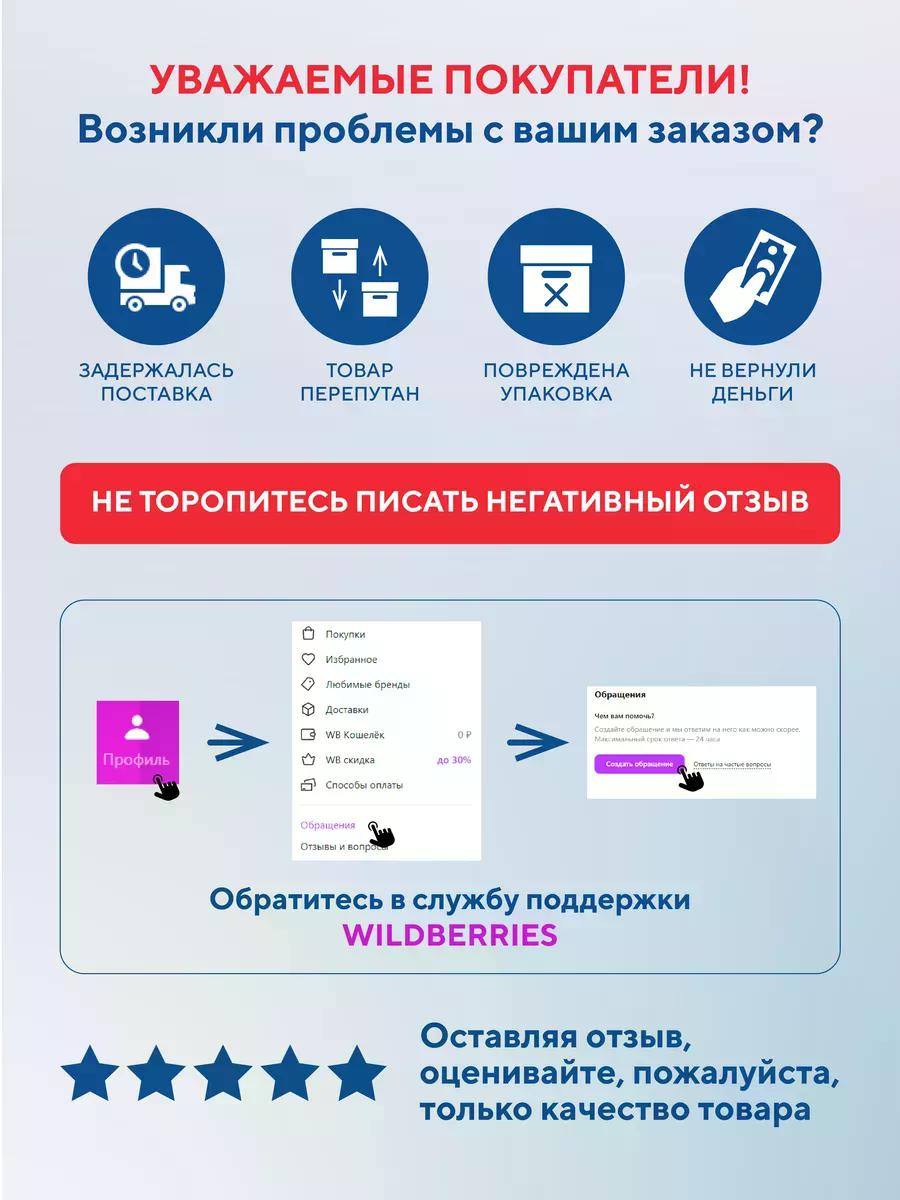 УВАЖАЕМЫЕ ПОКУПАТЕЛИ!
Возникли проблемы с вашим заказом?
ЗАДЕРЖАЛАСЬ
ПОСТАВКА
ТОВАР
ПЕРЕПУТАН
ПОВРЕЖДЕНА
УПАКОВКА
НЕ ВЕРНУЛИ
ДЕНЬГИ
НЕ ТОРОПИТЕСЬ ПИСАТЬ НЕГАТИВНЫЙ ОТЗЫВ
Профиль
Покупки
Избранное
Любимые бренды
Доставки
WB Кошелёк 0 ₽
WB скидка до 30%
Способы оплаты
Обращения
Отзывы и вопросы
Обращения
Чем вам помочь?
Создайте обращение и мы ответим на него как можно скорее.
Максимальный срок ответа — 24 часа
Создать обращение Ответы на частые вопросы
Обратитесь в службу поддержки
WILDBERRIES
Оставляя отзыв,
оценивайте, пожалуйста,
только качество товара